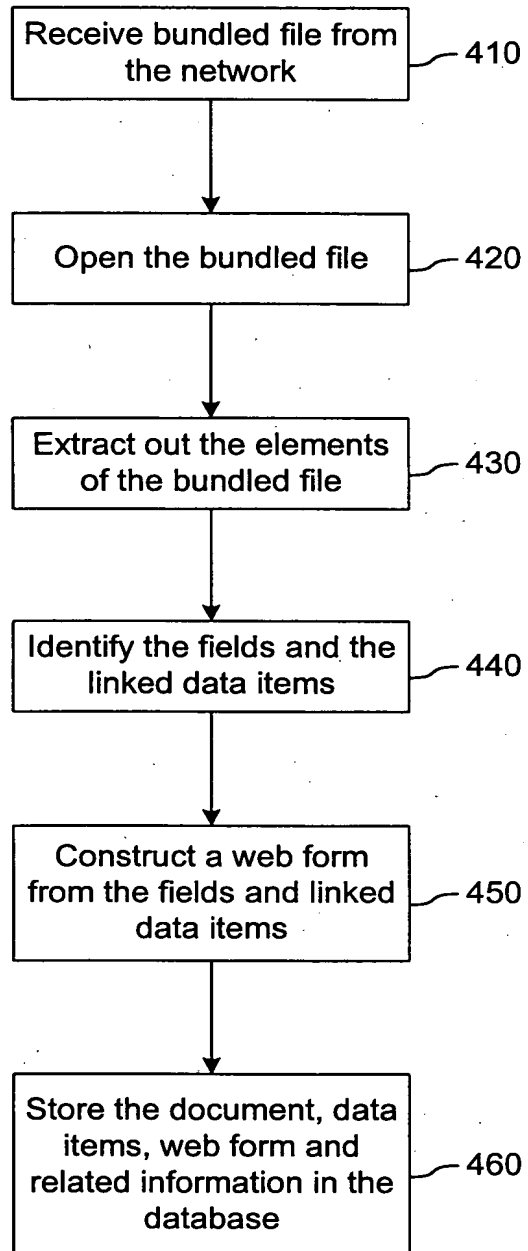 Receive bundled file from
the network
410
Open the bundled file
420
Extract out the elements
of the bundled file
430
Identify the fields and the
linked data items
440
Construct a web form
from the fields and linked
data items
450
Store the document, data
items, web form and
related information in the
database
460